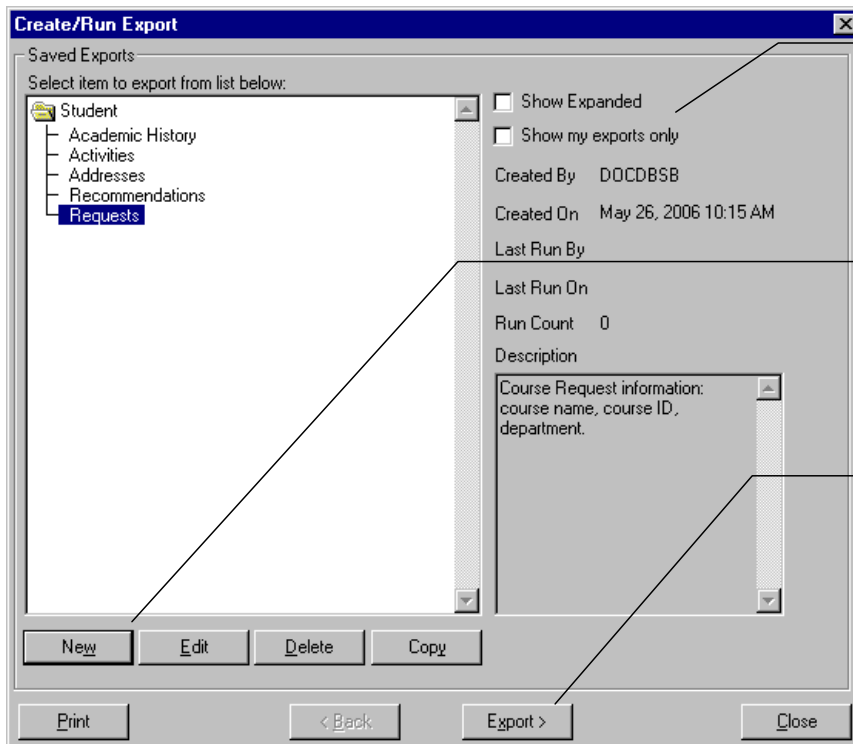 Create/Run Export
Saved Exports
Select item to export from list below:
Student
Academic History
Activities
Addresses
Recommendations
Requests
Show Expanded
Show my exports only
Created By DOCDBSB
Created On May 26, 2006 10:15 AM
Last Run By
Last Run On
Run Count 0
Description
Course Request information:
course name, course ID,
department.
New Edit Delete Copy
Print < Back Export > Close